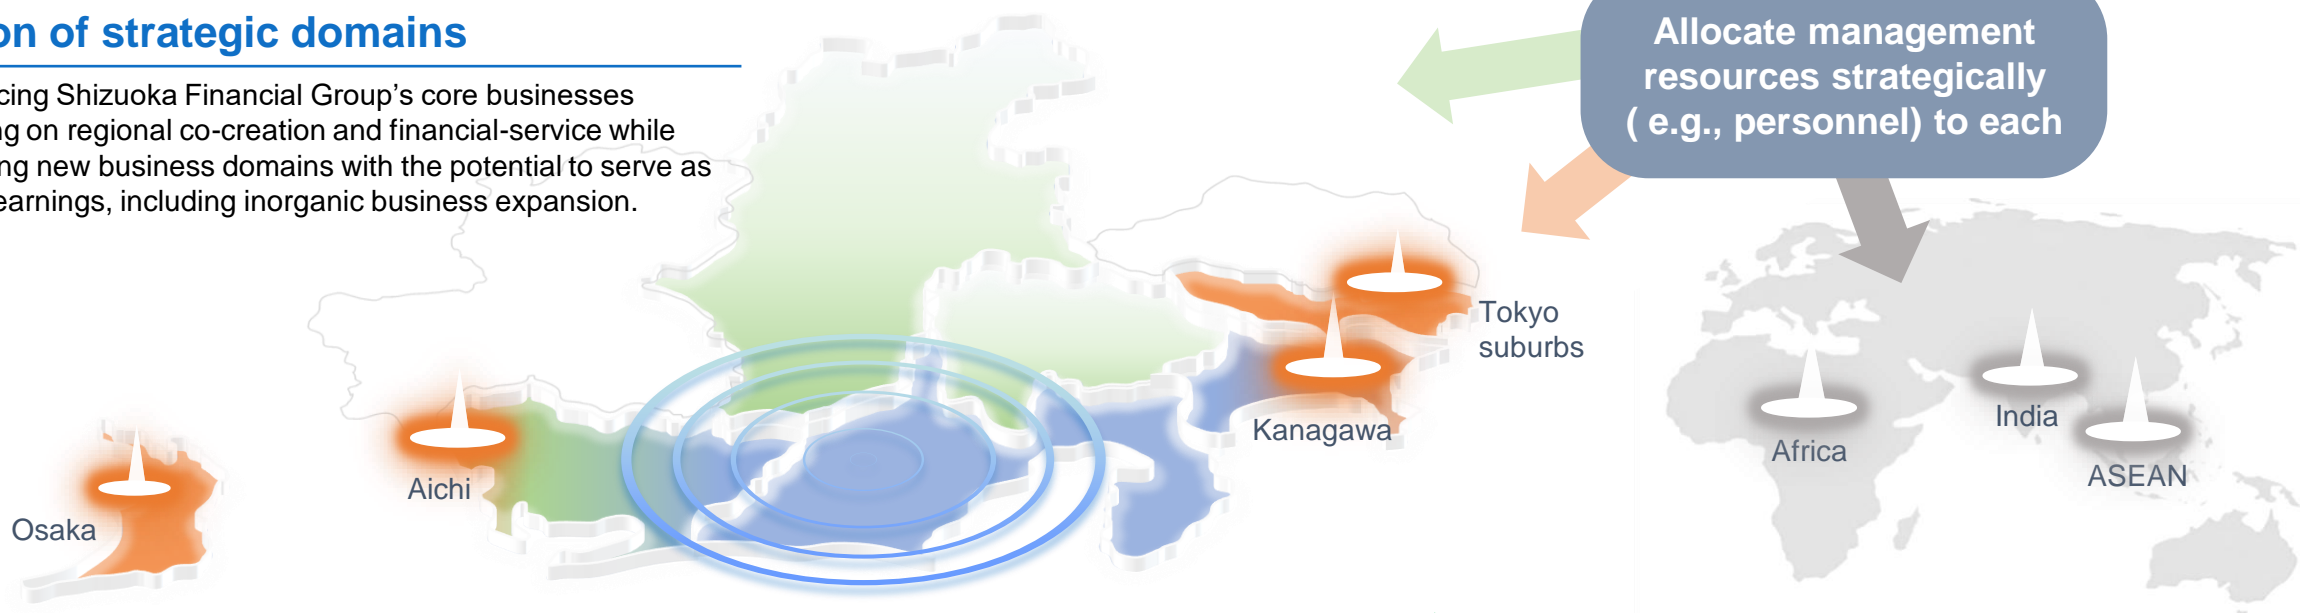 on of strategic domains
cing Shizuoka Financial Group's core businesses
ng on regional co-creation and financial-service while
ing new business domains with the potential to serve as
earnings, including inorganic business expansion.
Allocate management
resources strategically
( e.g., personnel) to each
Tokyo
suburbs
Kanagawa
Aichi
Osaka
Africa
India
ASEAN